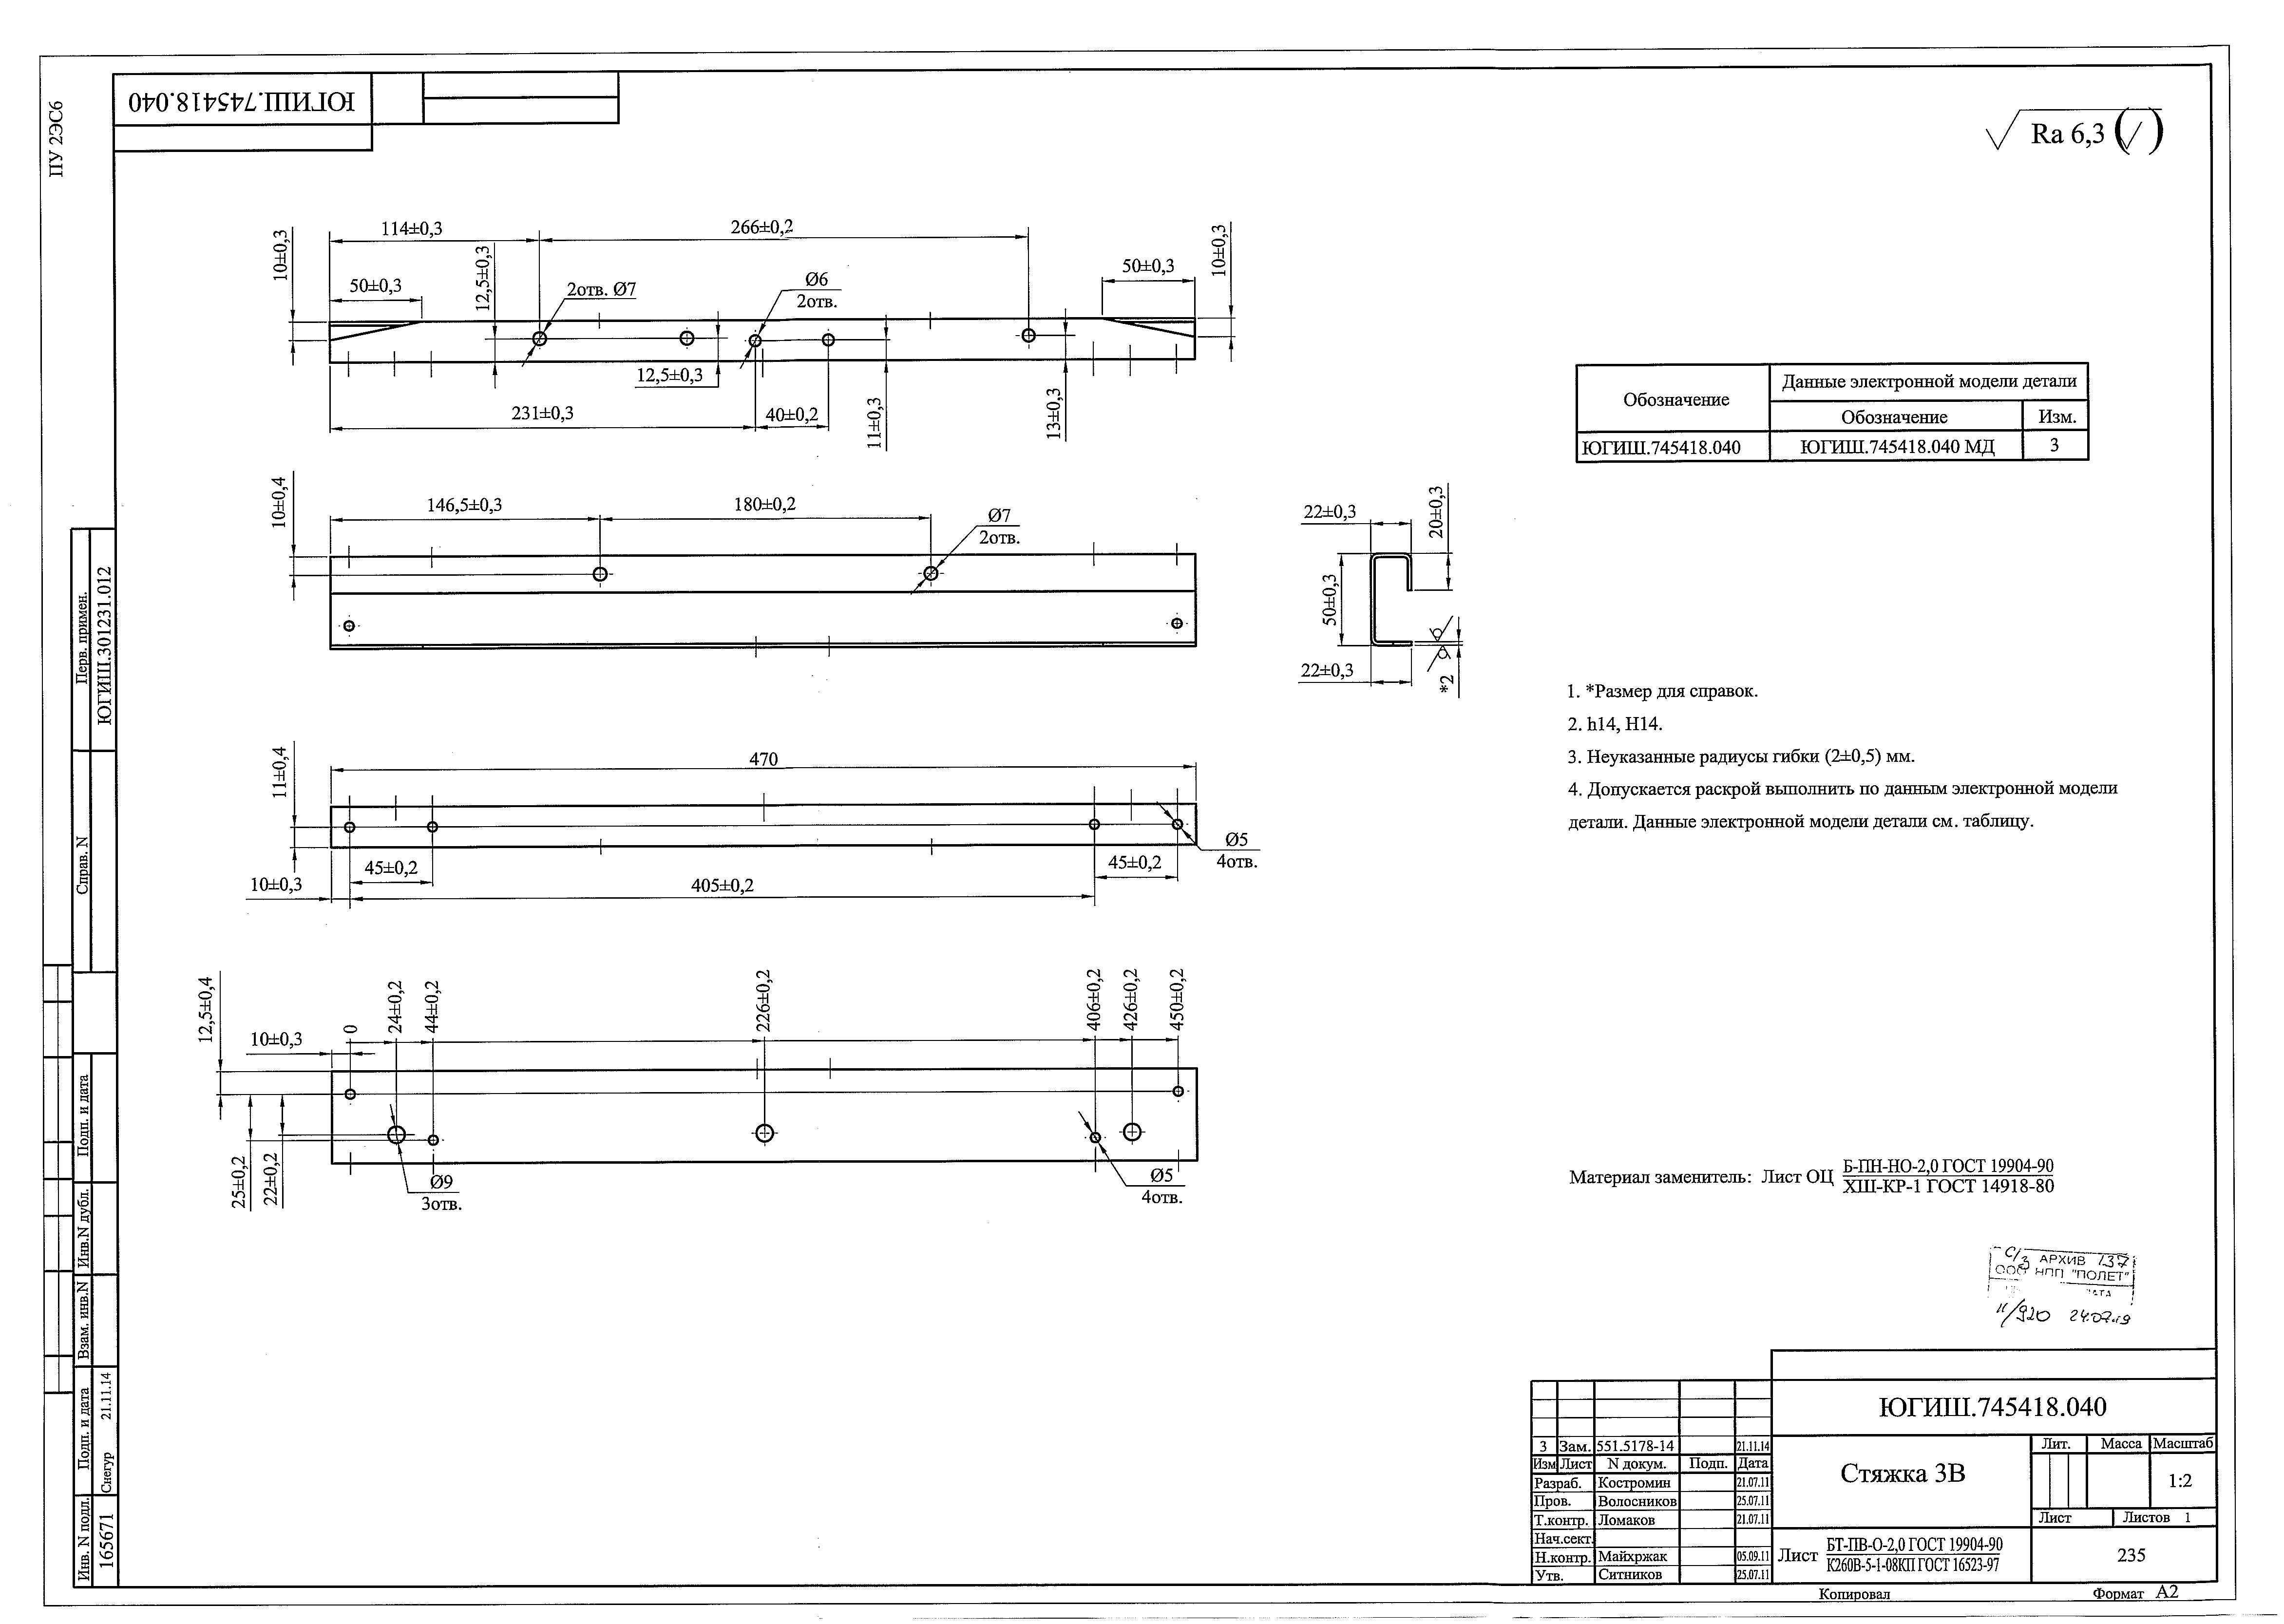 ПУ 2ЭС6
ЮГИШ.745418.040
Ra 6,3
114±0,3
266±0,2
10±0,3
50±0,3
12,5±0,3
2отв. Ø7
Ø6
2отв.
50±0,3
10±0,3
12,5±0,3
231±0,3
40±0,2
11±0,3
13±0,3
10±0,4
146,5±0,3
180±0,2
Ø7
2отв.
22±0,3
20±0,3
50±0,3
22±0,3
*2
Обозначение
Данные электронной модели детали
Обозначение
Изм.
ЮГИШ.745418.040
ЮГИШ.745418.040 МД
3
470
11±0,4
45±0,2
10±0,3
405±0,2
45±0,2
Ø5
4отв.
1. *Размер для справок.
2. h14, H14.
3. Неуказанные радиусы гибки (2±0,5) мм.
4. Допускается раскрой выполнить по данным электронной модели
детали. Данные электронной модели детали см. таблицу.
12,5±0,4
10±0,3
0
24±0,2
44±0,2
226±0,2
406±0,2
426±0,2
450±0,2
25±0,2
22±0,2
Ø9
3отв.
Ø5
4отв.
Материал заменитель: Лист ОЦ
Б-ПН-НО-2,0 ГОСТ 19904-90
ХШ-КР-1 ГОСТ 14918-80
АРХИВ 137
ООО НПП "ПОЛЕТ"
11/920 24.07.19
Перв. примен.
ЮГИШ.301231.012
Справ. N
Подп. и дата
Инв.N дубл.
Взам. инв.N
Подп. и дата
Снегур 21.11.14
Инв. N подл.
165671
3 Зам. 551.5178-14 21.11.14
Изм Лист N докум. Подп. Дата
Разраб. Костромин 21.07.11
Пров. Волосников 25.07.11
Т.контр. Ломаков 21.07.11
Нач.сект.
Н.контр. Майхржак 05.09.11
Утв. Ситников 25.07.11
ЮГИШ.745418.040
Стяжка 3В
Лит. Масса Масштаб
1:2
Лист Листов 1
Лист
БТ-ПВ-О-2,0 ГОСТ 19904-90
К260В-5-1-08КП ГОСТ 16523-97
235
Копировал
Формат А2